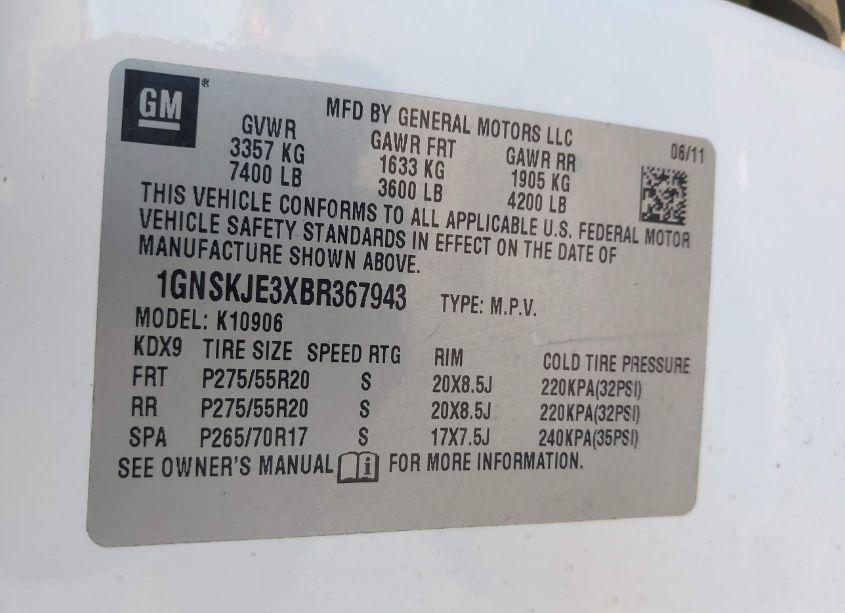 GM ®
MFD BY GENERAL MOTORS LLC
GVWR GAWR FRT GAWR RR 06/11
3357 KG 1633 KG 1905 KG
7400 LB 3600 LB 4200 LB
THIS VEHICLE CONFORMS TO ALL APPLICABLE U.S. FEDERAL MOTOR
VEHICLE SAFETY STANDARDS IN EFFECT ON THE DATE OF
MANUFACTURE SHOWN ABOVE.
1GNSKJE3XBR367943 TYPE: M.P.V.
MODEL: K10906
KDX9 TIRE SIZE SPEED RTG RIM COLD TIRE PRESSURE
FRT P275/55R20 S 20X8.5J 220KPA(32PSI)
RR P275/55R20 S 20X8.5J 220KPA(32PSI)
SPA P265/70R17 S 17X7.5J 240KPA(35PSI)
SEE OWNER'S MANUAL i FOR MORE INFORMATION.